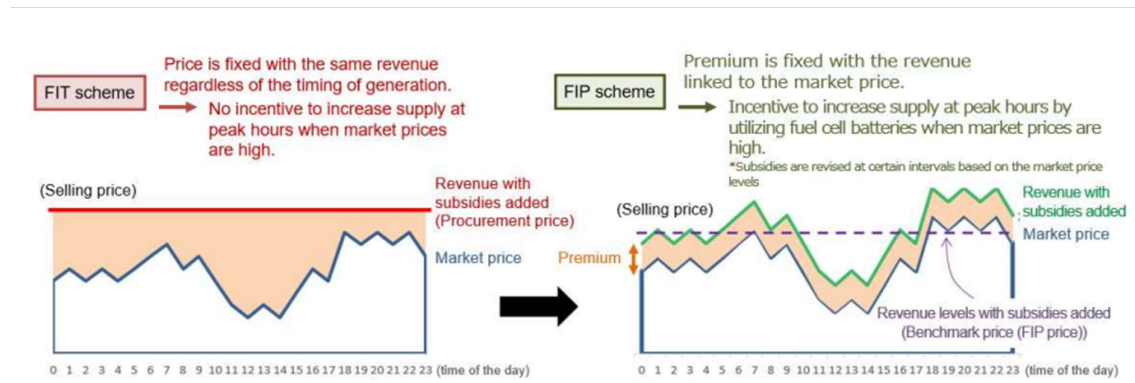 FIT scheme
Price is fixed with the same revenue
regardless of the timing of generation.
No incentive to increase supply at
peak hours when market prices
are high.
(Selling price)
Revenue with
subsidies added
(Procurement price)
Market price
0 1 2 3 4 5 6 7 8 9 10 11 12 13 14 15 16 17 18 19 20 21 22 23 (time of the day)
FIP scheme
Premium is fixed with the revenue
linked to the market price.
Incentive to increase supply at peak hours by
utilizing fuel cell batteries when market prices are
high.
*Subsidies are revised at certain intervals based on the market price
levels
(Selling price)
Revenue with
subsidies added
Market price
Premium
Revenue levels with subsidies added
(Benchmark price (FIP price))
0 1 2 3 4 5 6 7 8 9 10 11 12 13 14 15 16 17 18 19 20 21 22 23 (time of the day)